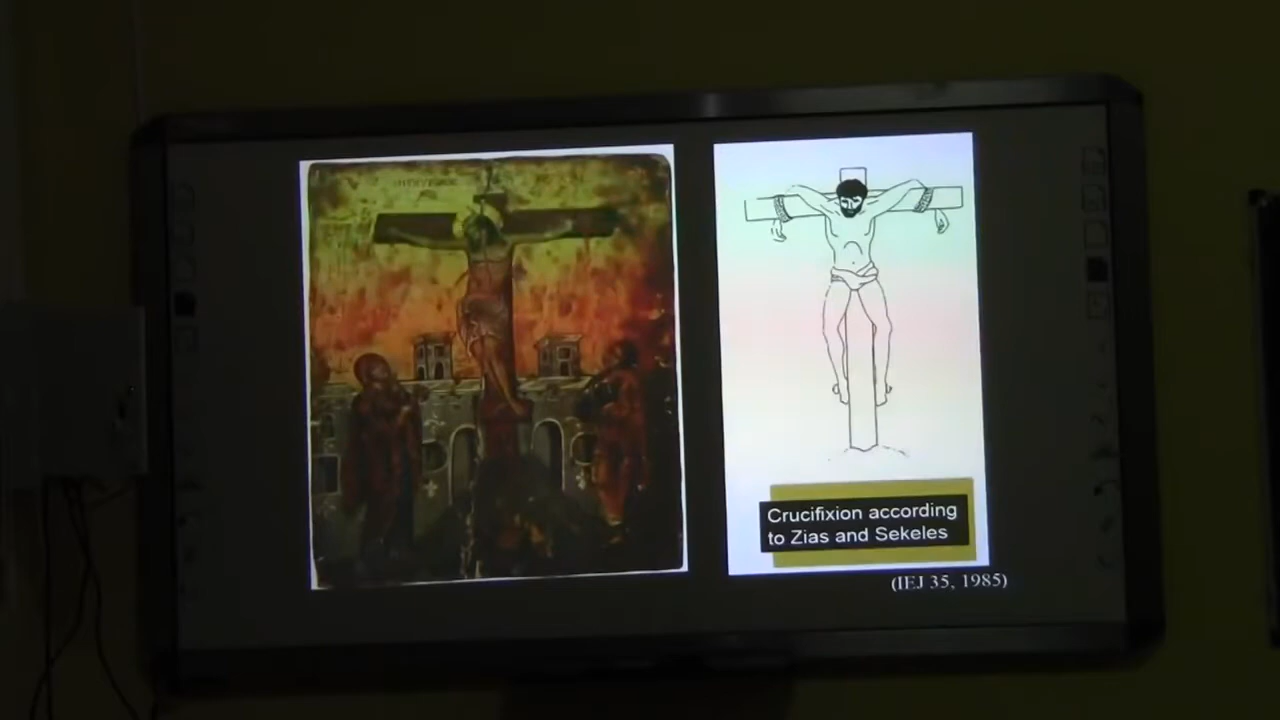 Crucifixion according
to Zias and Sekeles
(IEJ 35, 1985)